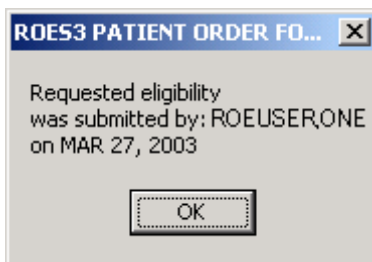 ROES3 PATIENT ORDER FO...
Requested eligibility
was submitted by: ROEUSER,ONE
on MAR 27, 2003
OK